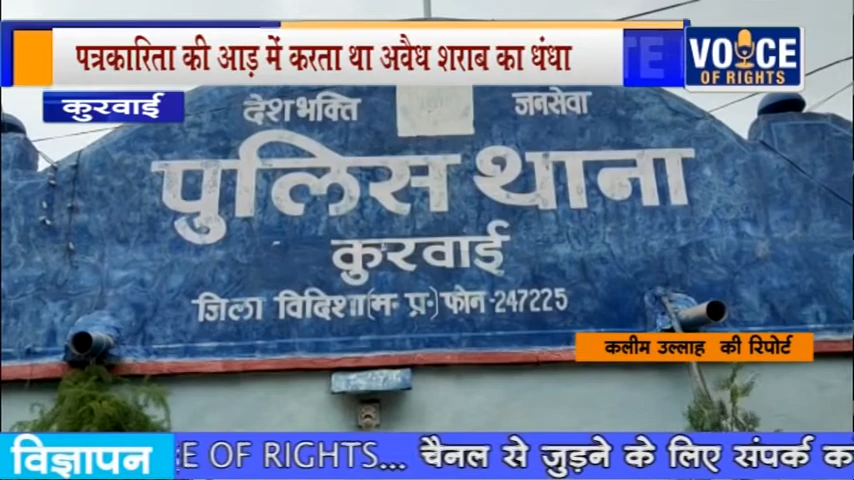 पत्रकारिता की आड़ में करता था अवैध शराब का धंधा
VOICE
OF RIGHTS
कुरवाई
देशभक्ति जनसेवा
पुलिस थाना
कुरवाई
जिला विदिशा(म॰ प्र॰)फोन-247225
कलीम उल्लाह की रिपोर्ट
विज्ञापन
E OF RIGHTS... चैनल से जुड़ने के लिए संपर्क क